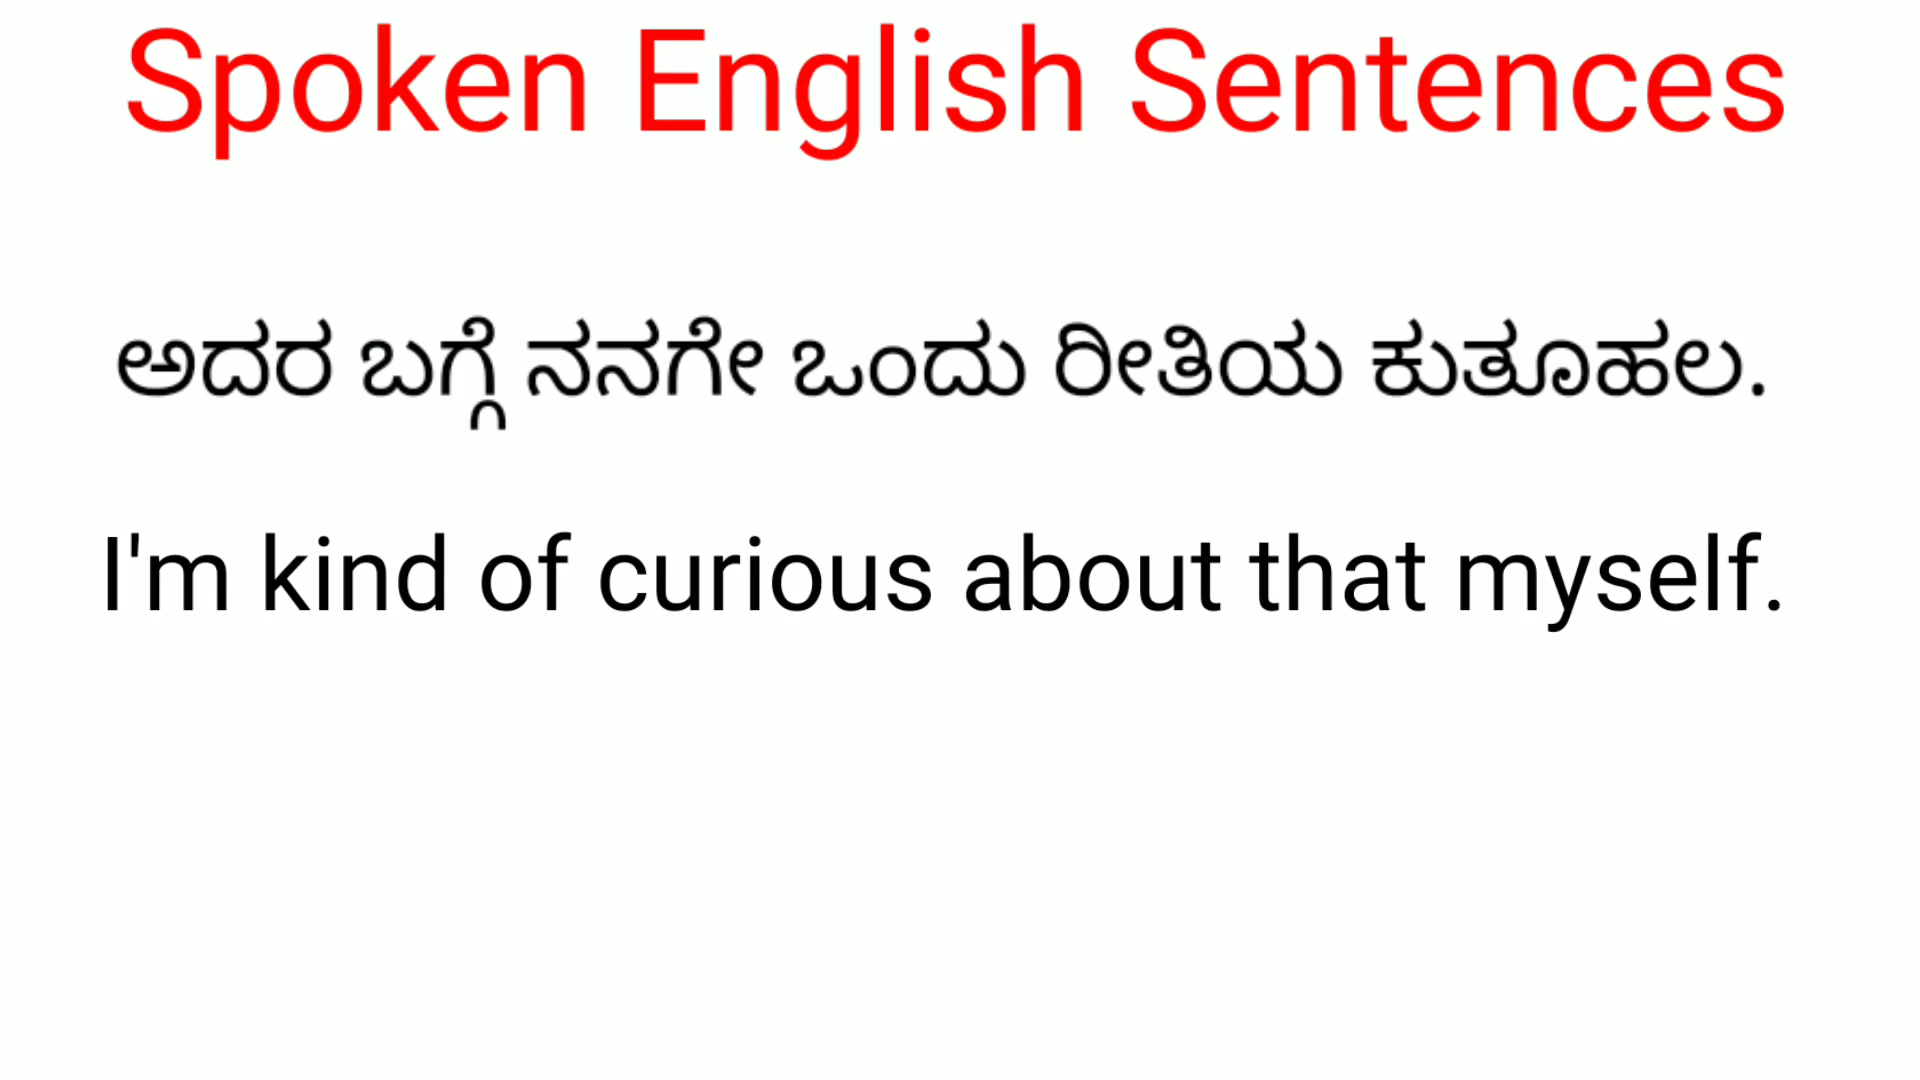 Spoken English Sentences
ಅದರ ಬಗ್ಗೆ ನನಗೇ ಒಂದು ರೀತಿಯ ಕುತೂಹಲ.
I'm kind of curious about that myself.